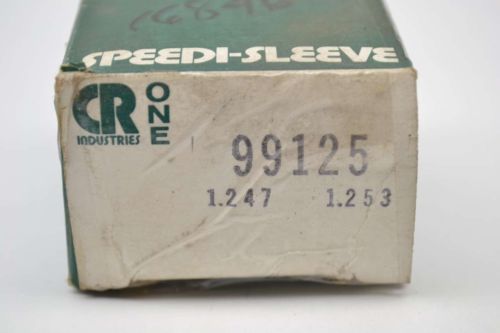 SPEEDI-SLEEVE
CR
INDUSTRIES
ONE
99125
1.247 1.253